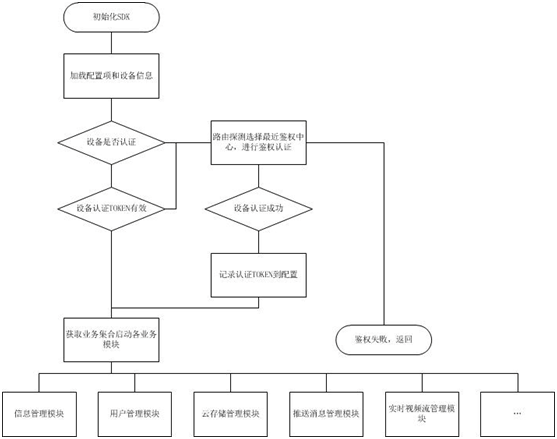 初始化SDK
加载配置项和设备信息
设备是否认证
路由探测选择最近鉴权中
心，进行鉴权认证
设备认证TOKEN有效
设备认证成功
记录认证TOKEN到配置
获取业务集合启动各业务
模块
鉴权失败，返回
信息管理模块
用户管理模块
云存储管理模块
推送消息管理模块
实时视频流管理模
块
...